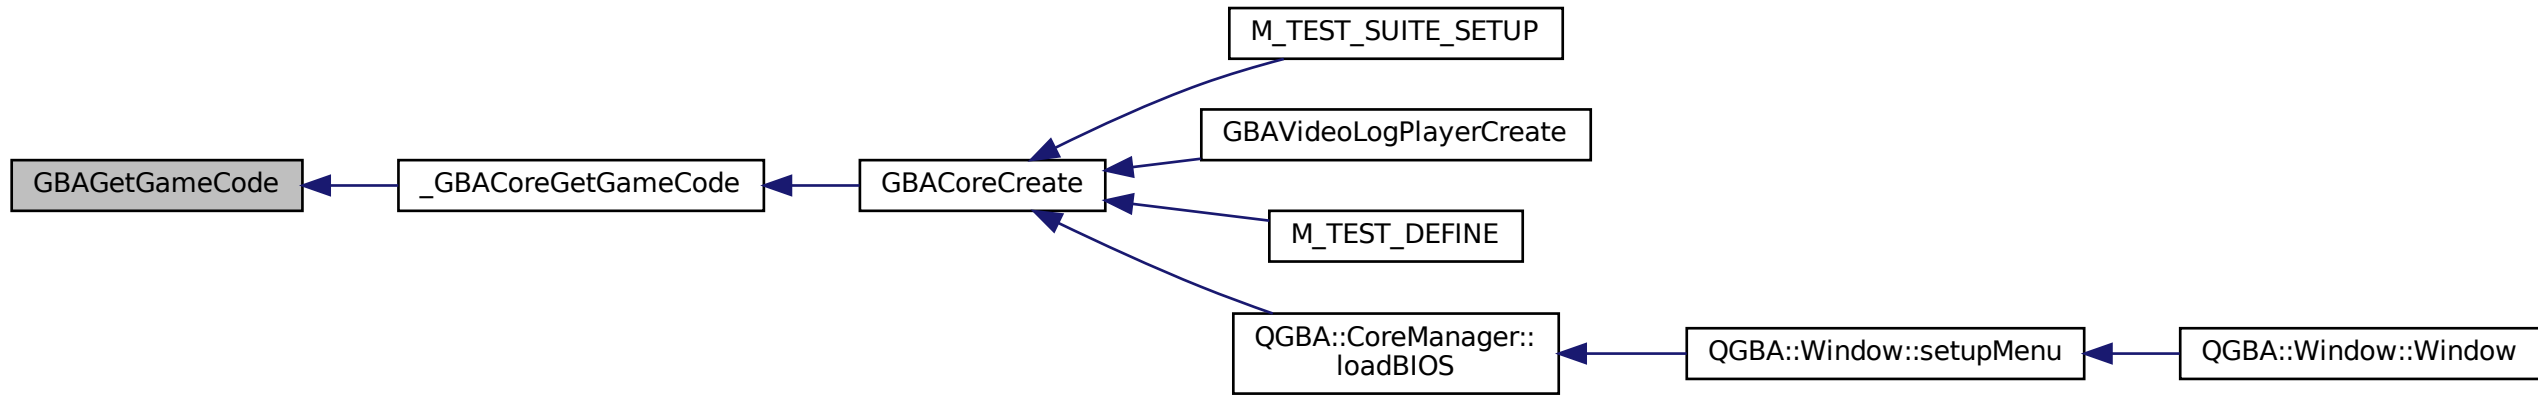 M_TEST_SUITE_SETUP
GBAVideoLogPlayerCreate
GBAGetGameCode
_GBACoreGetGameCode
GBACoreCreate
M_TEST_DEFINE
QGBA::CoreManager::
loadBIOS
QGBA::Window::setupMenu
QGBA::Window::Window